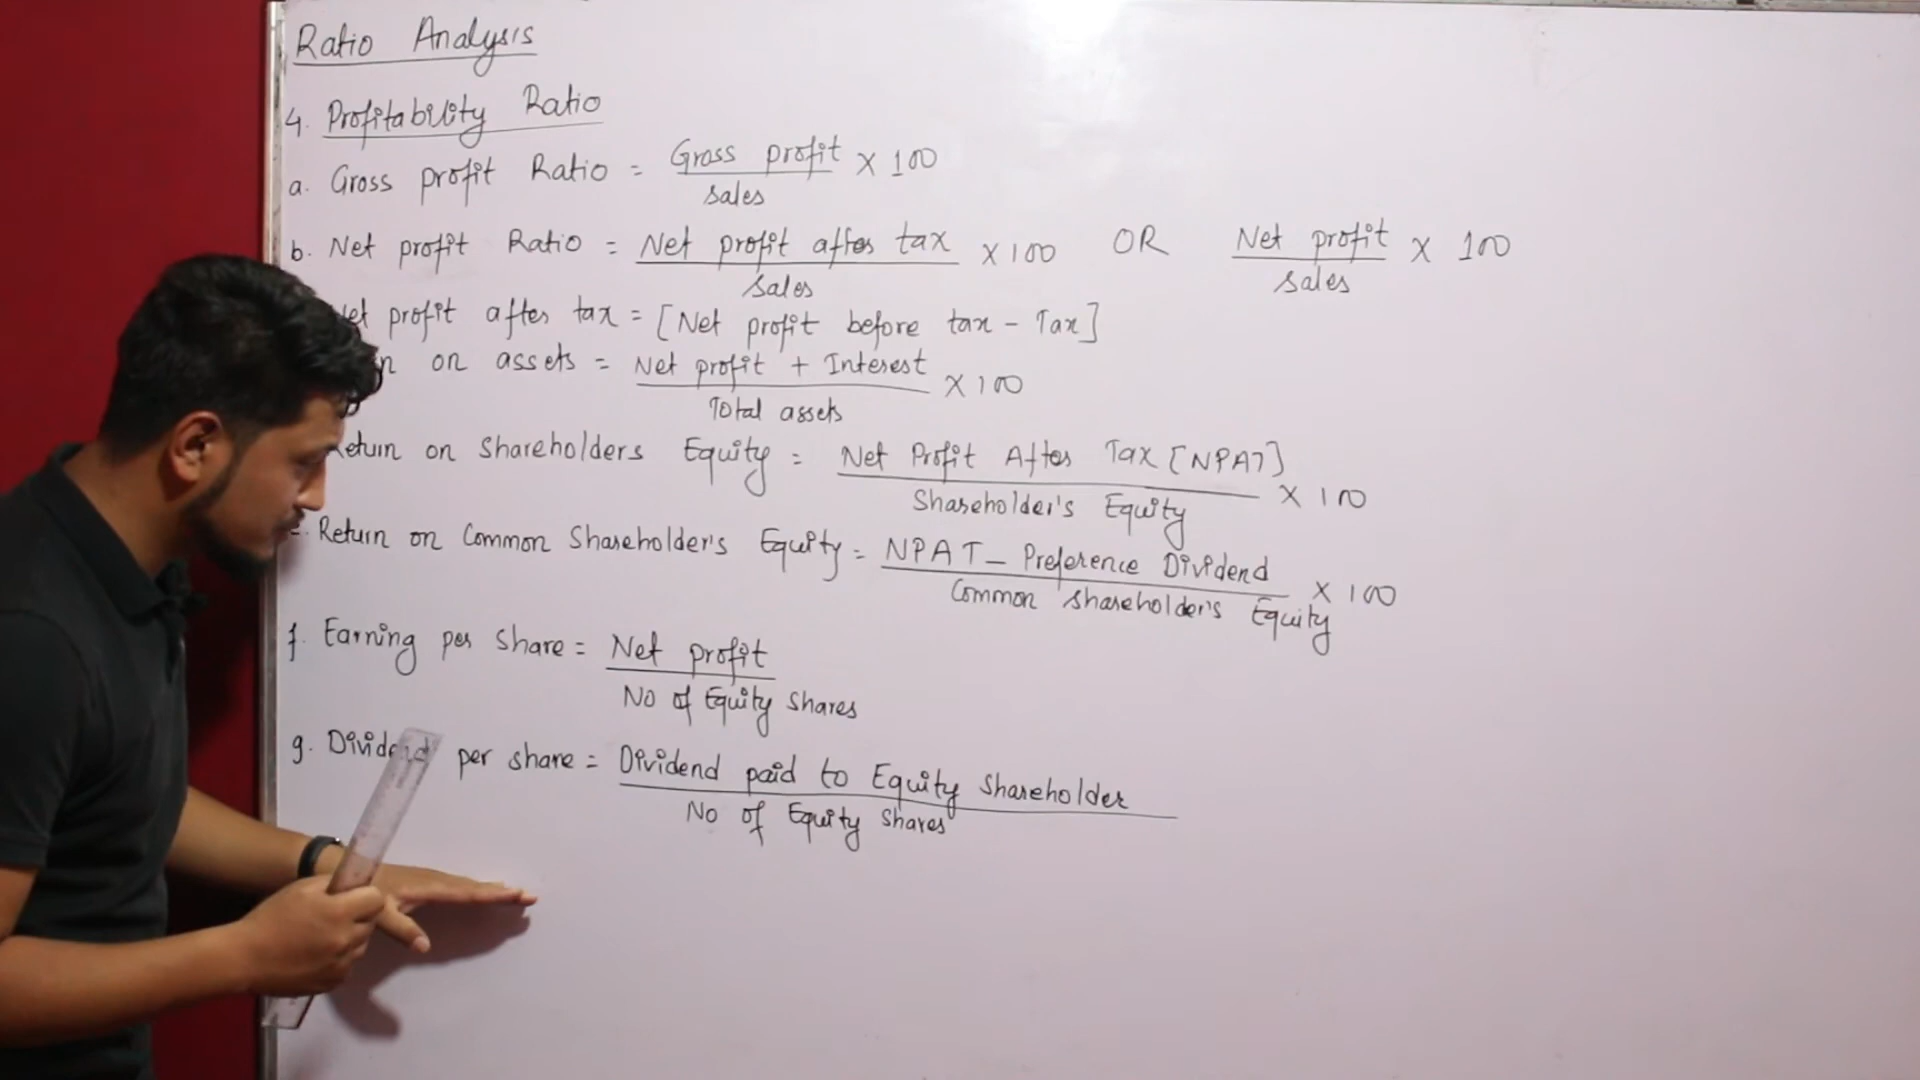 Ratio Analysis
4. Profitability Ratio
a. Gross profit Ratio = Gross profit / sales × 100
b. Net profit Ratio = Net profit after tax / sales × 100 OR Net profit / sales × 100
profit after tax = [Net profit before tax - Tax]
on assets = Net profit + Interest / Total assets × 100
Return on shareholders Equity = Net Profit After Tax [NPAT] / Shareholder's Equity × 100
Return on Common Shareholder's Equity = NPAT - Preference Dividend / Common shareholder's Equity × 100
f. Earning per share = Net profit / No of Equity shares
g. Dividend per share = Dividend paid to Equity shareholder / No of Equity shares